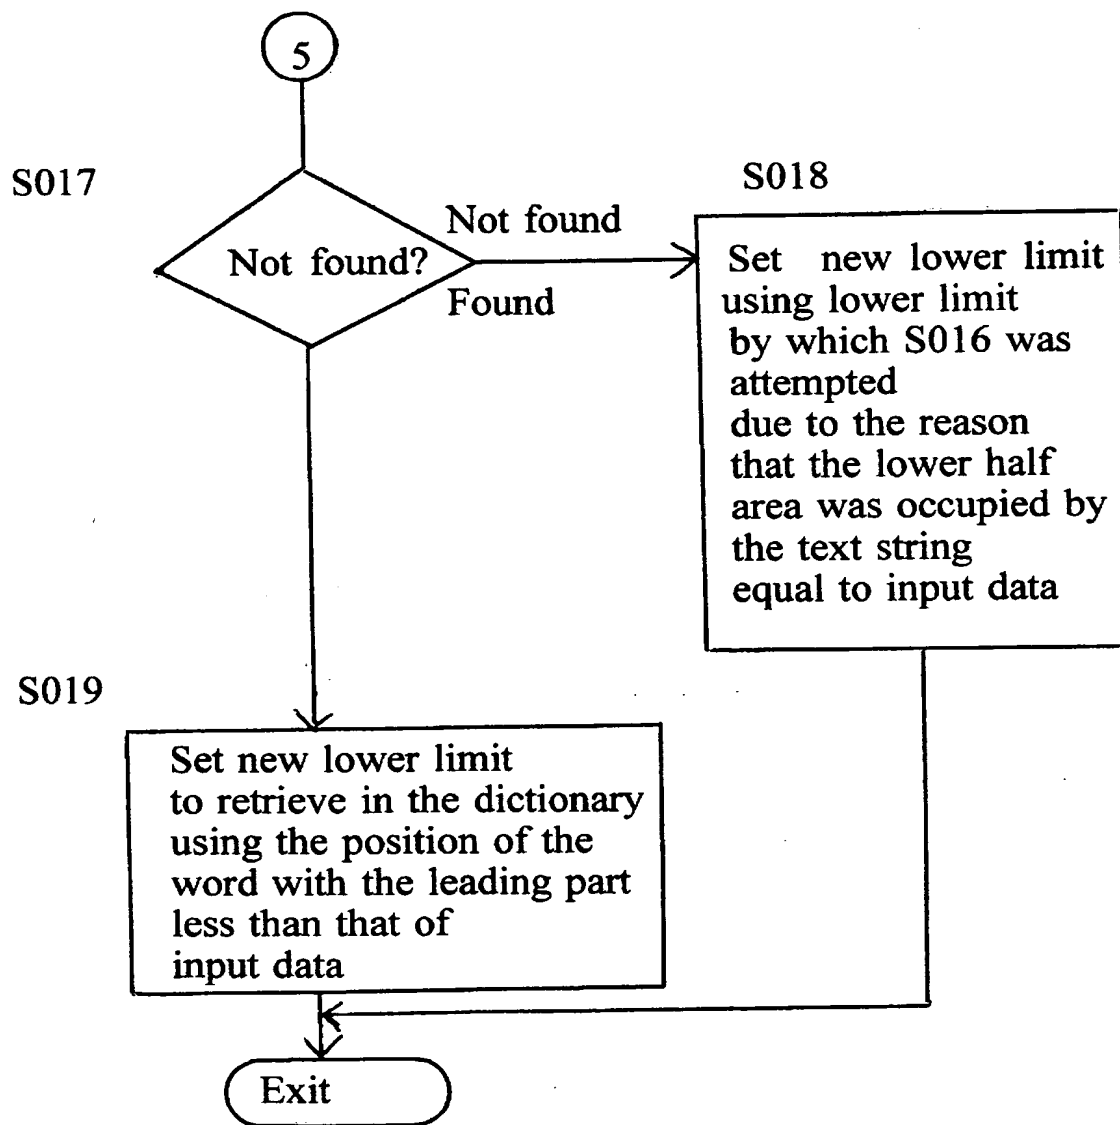 5
S017
Not found?
Not found
Found
S018
Set new lower limit
using lower limit
by which S016 was
attempted
due to the reason
that the lower half
area was occupied by
the text string
equal to input data
S019
Set new lower limit
to retrieve in the dictionary
using the position of the
word with the leading part
less than that of
input data
Exit